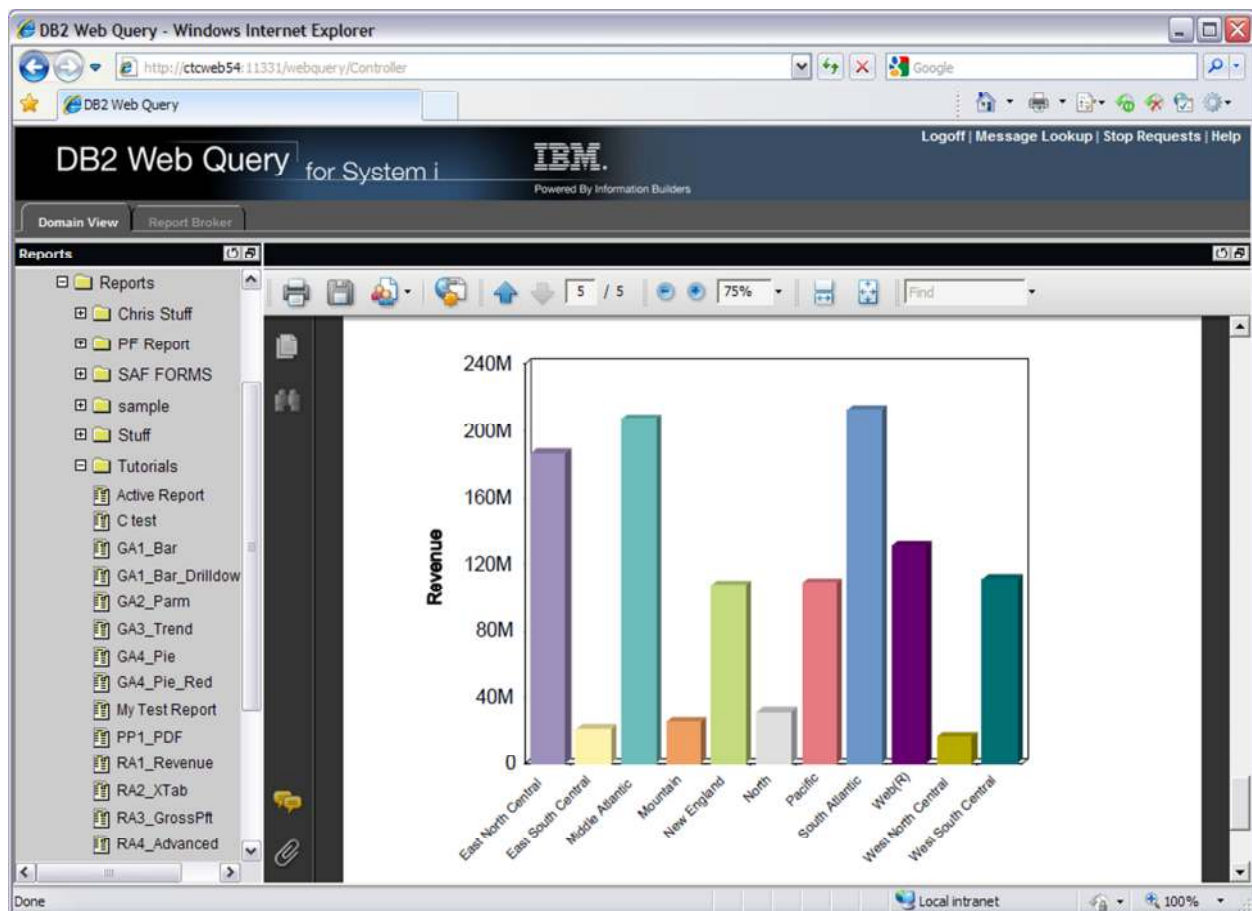 DB2 Web Query - Windows Internet Explorer
http://ctcweb54:11331/webquery/Controller
Google
DB2 Web Query
DB2 Web Query for System i
IBM.
Powered By Information Builders
Logoff | Message Lookup | Stop Requests | Help
Domain View
Report Broker
Reports
Reports
Chris Stuff
PF Report
SAF FORMS
sample
Stuff
Tutorials
Active Report
C test
GA1_Bar
GA1_Bar_Drilldow
GA2_Parm
GA3_Trend
GA4_Pie
GA4_Pie_Red
My Test Report
PP1_PDF
RA1_Revenue
RA2_XTab
RA3_GrossPft
RA4_Advanced
5 / 5
75%
Find
240M
200M
160M
120M
80M
40M
0
Revenue
East North Central
East South Central
Middle Atlantic
Mountain
New England
North
Pacific
South Atlantic
Web(R)
West North Central
West South Central
Done
Local intranet
100%